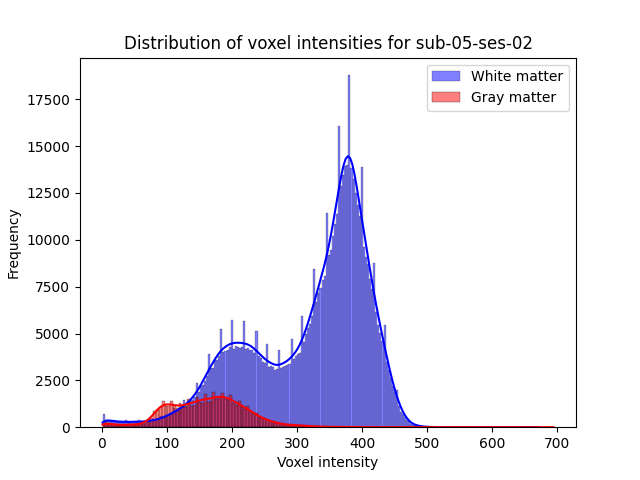 Distribution of voxel intensities for sub-05-ses-02
White matter
Gray matter
17500
15000
12500
10000
7500
5000
2500
0
Frequency
0 100 200 300 400 500 600 700
Voxel intensity